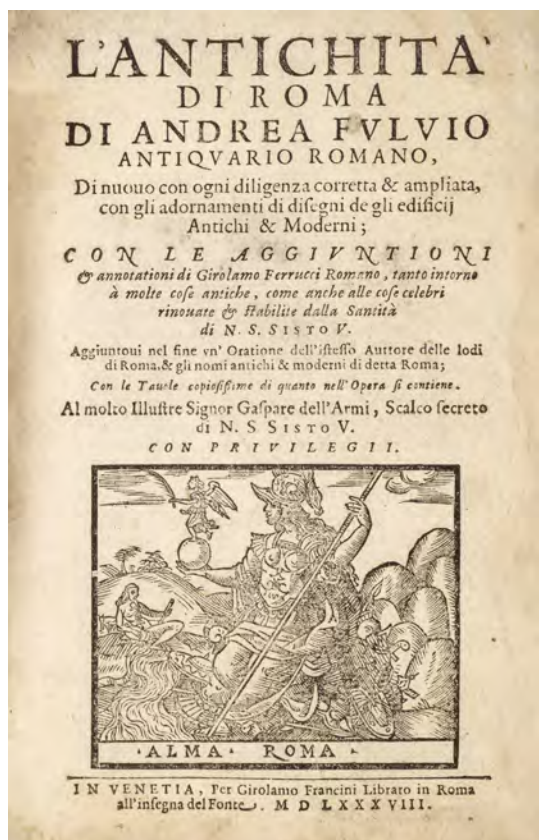 L'ANTICHITA'
DI ROMA
DI ANDREA FVLVIO
ANTIQVARIO ROMANO,
Di nuouo con ogni diligenza corretta & ampliata,
con gli adornamenti di disegni de gli edificij
Antichi & Moderni;
CON LE AGGIVNTIONI
& annotationi di Girolamo Ferrucci Romano, tanto intorno
à molte cose antiche, come anche alle cose celebri
rinouate & stabilite dalla Santità
di N. S. SISTO V.
Aggiuntoui nel fine vn' Oratione dell'istesso Auttore delle lodi
di Roma, & gli nomi antichi & moderni di detta Roma;
Con le Tauole copiosissime di quanto nell'Opera si contiene.
Al molto Illustre Signor Gaspare dell'Armi, Scalco secreto
di N. S SISTO V.
CON PRIVILEGII.
ALMA ROMA
IN VENETIA, Per Girolamo Francini Libraro in Roma
all'insegna del Fonte. M D LXXXVIII.